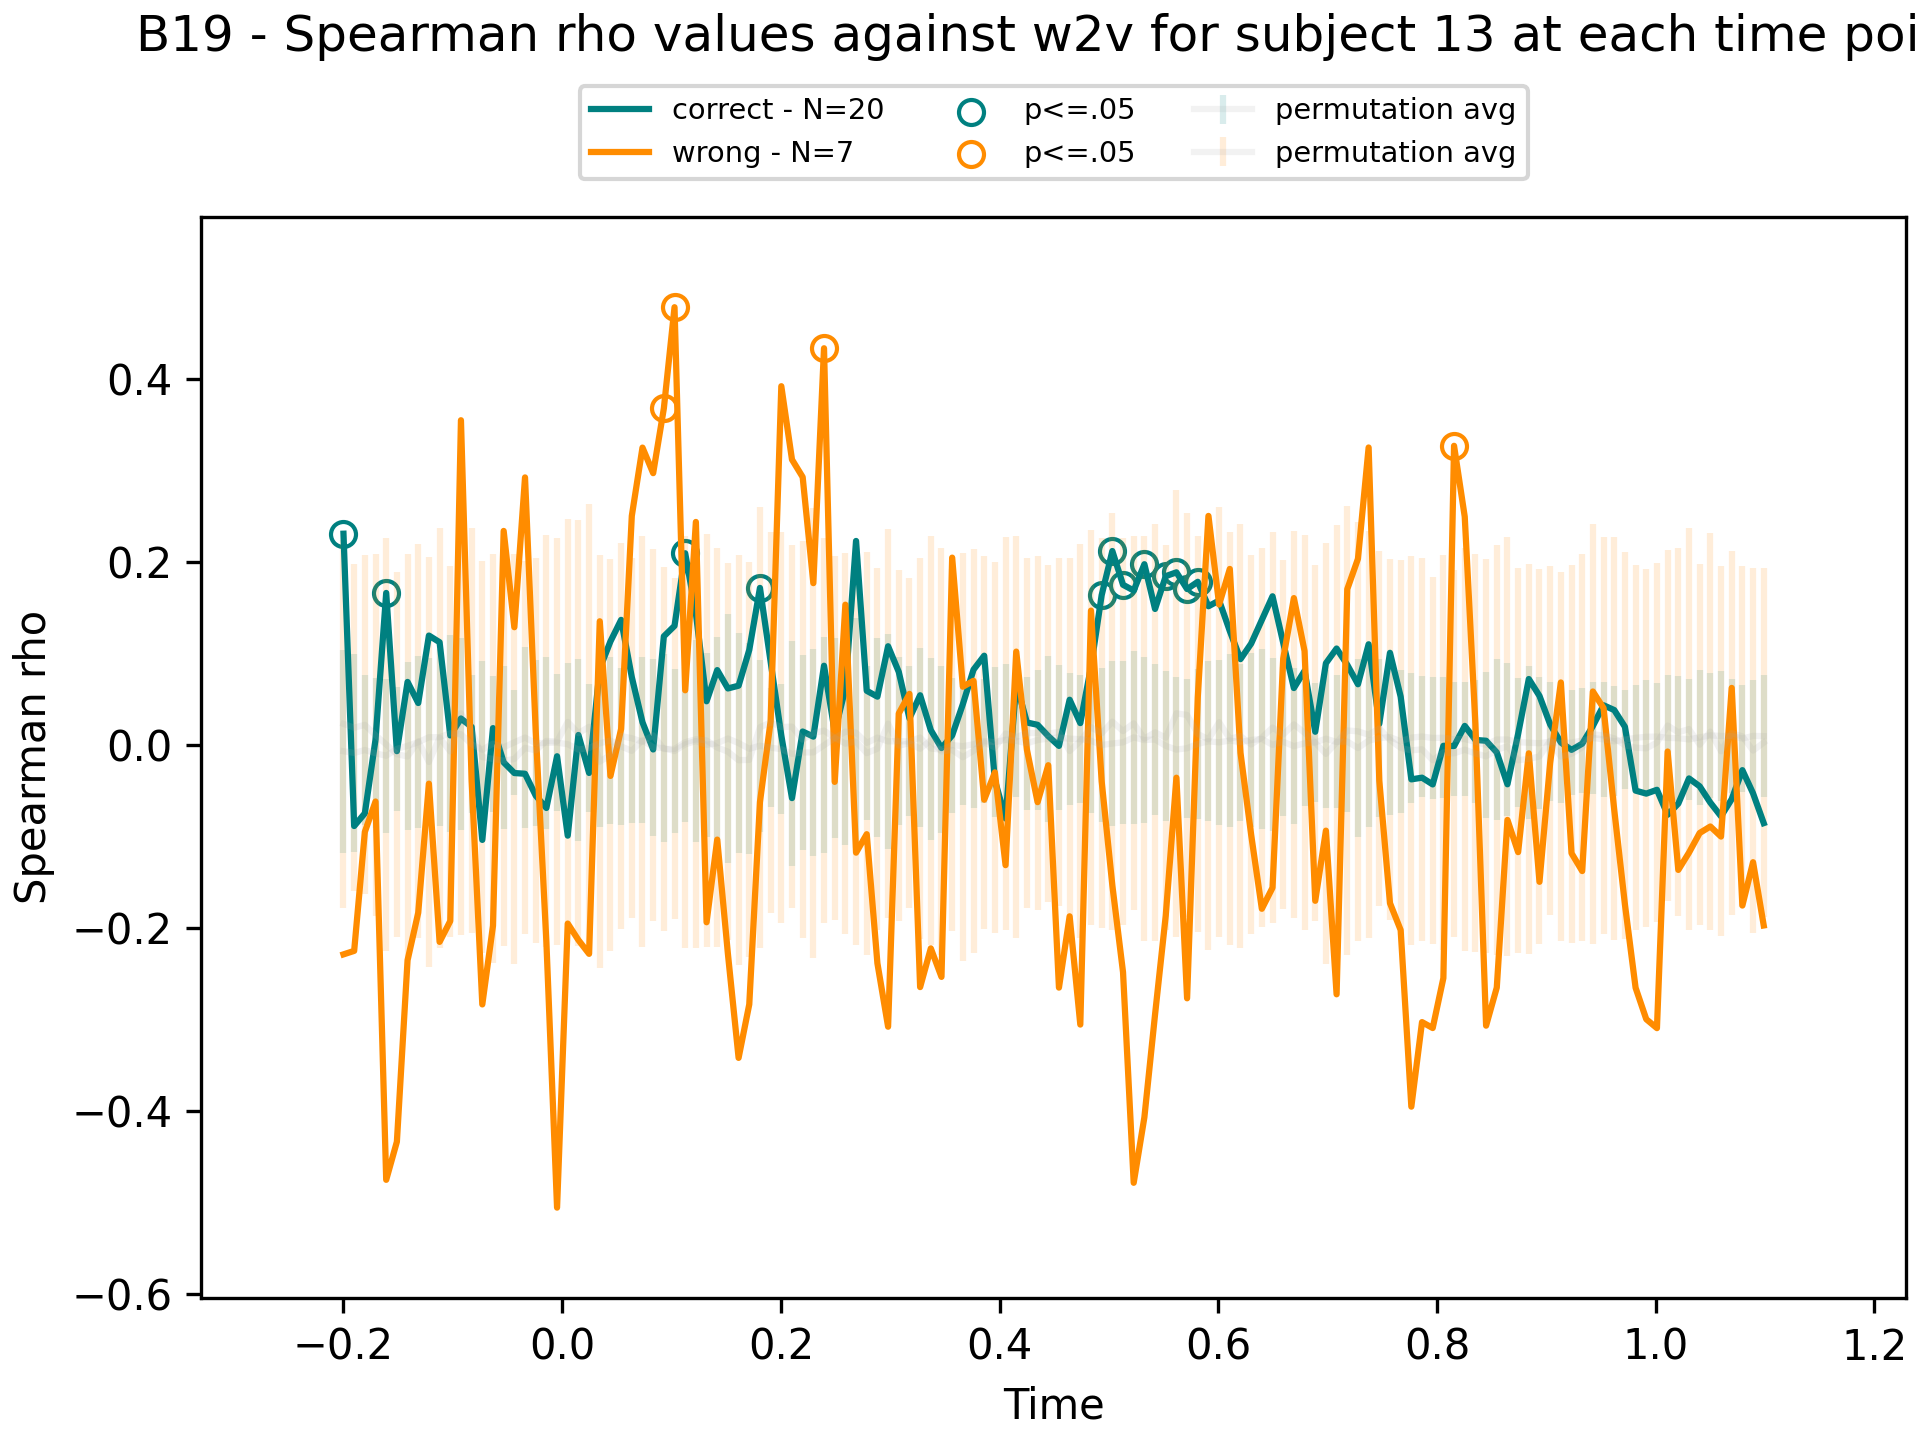 B19 - Spearman rho values against w2v for subject 13 at each time poi
correct - N=20
wrong - N=7
p<=.05
p<=.05
permutation avg
permutation avg
Spearman rho
0.4
0.2
0.0
−0.2
−0.4
−0.6
−0.2
0.0
0.2
0.4
0.6
0.8
1.0
1.2
Time